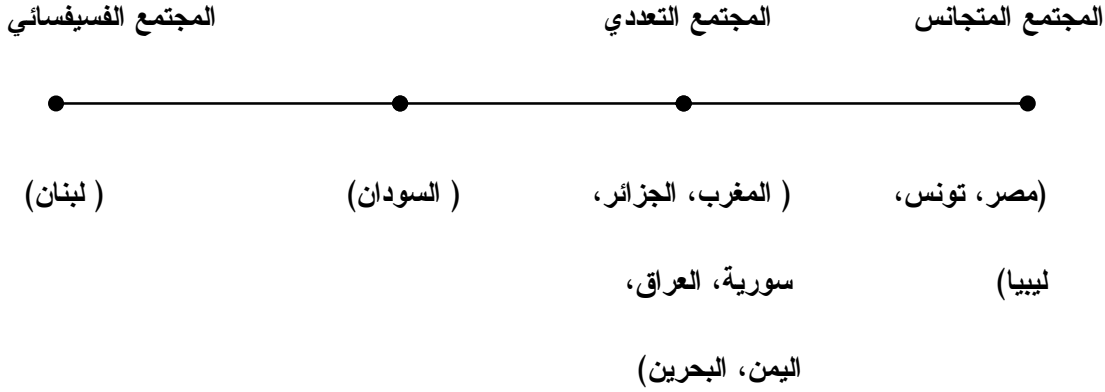 المجتمع المتجانس المجتمع التعددي المجتمع الفسيفسائي
(مصر، تونس، ( المغرب، الجزائر، ( السودان) ( لبنان)
ليبيا) سورية، العراق،
اليمن، البحرين)